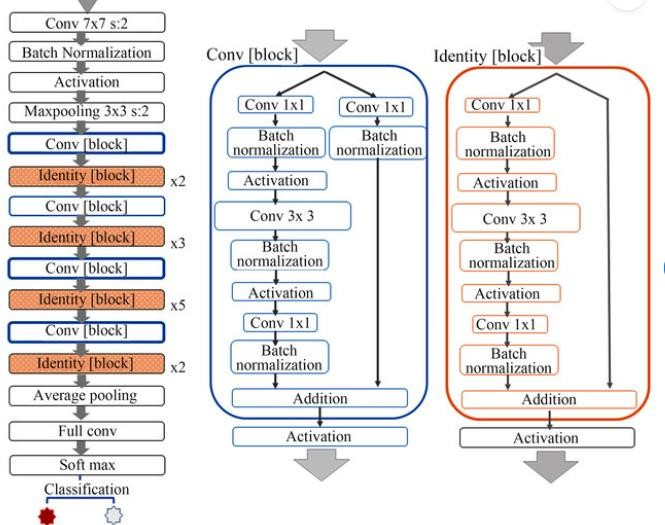 Conv 7x7 s:2
Batch Normalization
Activation
Maxpooling 3x3 s:2
Conv [block]
Identity [block]
x2
Conv [block]
Identity [block]
x3
Conv [block]
Identity [block]
x5
Conv [block]
Identity [block]
x2
Average pooling
Full conv
Soft max
Classification
Conv [block]
Conv 1x1
Batch
normalization
Activation
Conv 3x 3
Batch
normalization
Activation
Conv 1x1
Batch
normalization
Conv 1x1
Batch
normalization
Addition
Activation
Identity [block]
Conv 1x1
Batch
normalization
Activation
Conv 3x 3
Batch
normalization
Activation
Conv 1x1
Batch
normalization
Addition
Activation